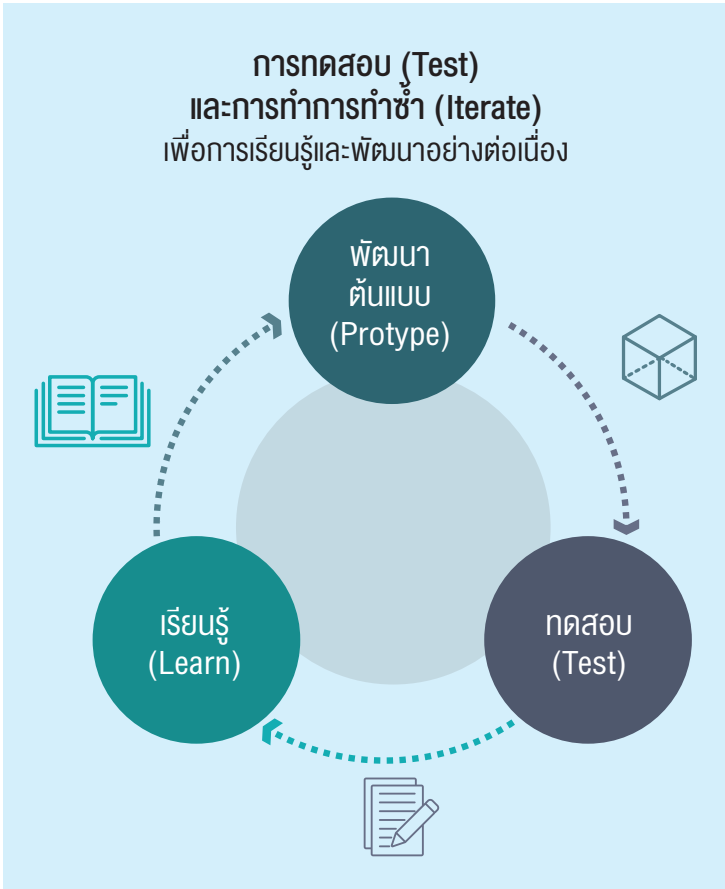 การทดสอบ (Test)
และการทำการทำซ้ำ (Iterate)
เพื่อการเรียนรู้และพัฒนาอย่างต่อเนื่อง
พัฒนา
ต้นแบบ
(Protype)
เรียนรู้
(Learn)
ทดสอบ
(Test)